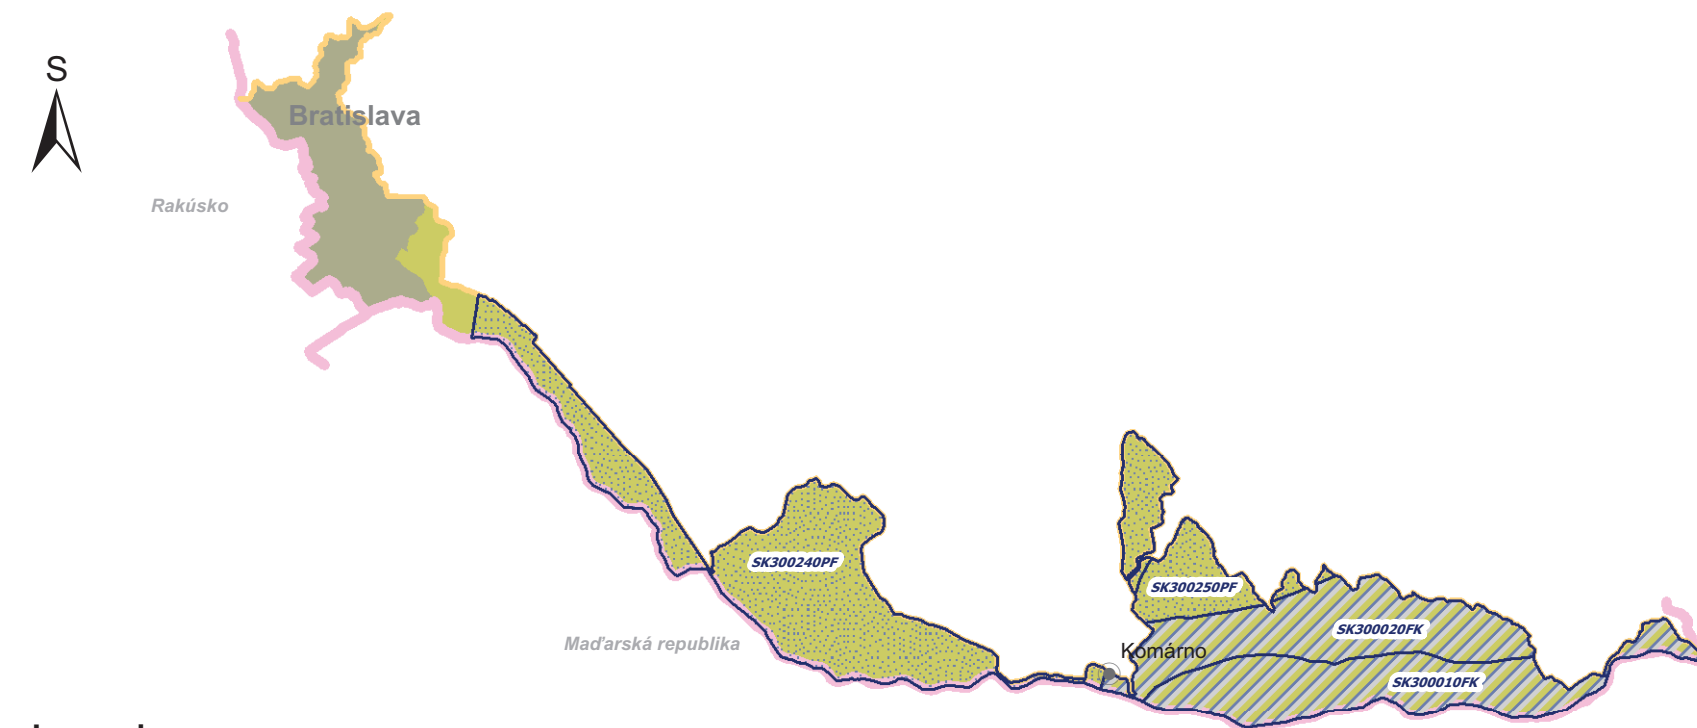 S
Bratislava
Rakúsko
SK300240PF
SK300250PF
SK300020FK
Maďarská republika
Komárno
SK300010FK